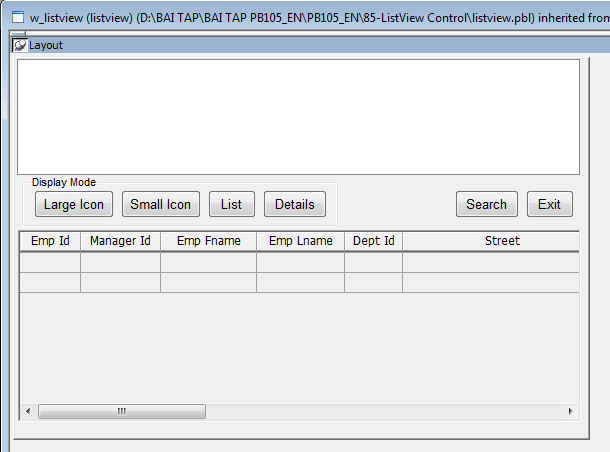 w_listview (listview) (D:\BAI TAP\BAI TAP PB105_EN\PB105_EN\85-ListView Control\listview.pbl) inherited from
Layout
Display Mode
Large Icon Small Icon List Details Search Exit
Emp Id Manager Id Emp Fname Emp Lname Dept Id Street